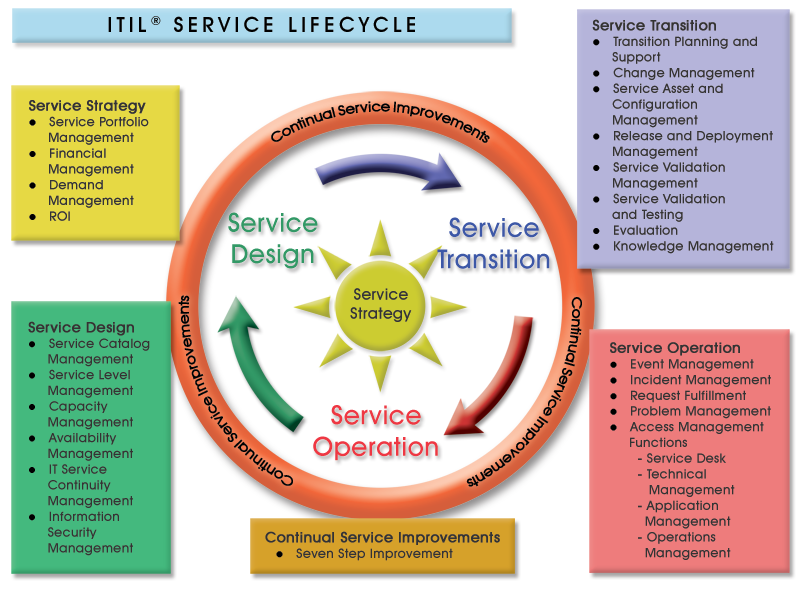 ITIL® SERVICE LIFECYCLE
Service Strategy
● Service Portfolio
Management
● Financial
Management
● Demand
Management
● ROI
Service Design
● Service Catalog
Management
● Service Level
Management
● Capacity
Management
● Availability
Management
● IT Service
Continuity
Management
● Information
Security
Management
Continual Service Improvements
Continual Service Improvements
Continual Service Improvements
Service
Design
Service
Transition
Service
Strategy
Service
Operation
Continual Service Improvements
● Seven Step Improvement
Service Transition
● Transition Planning and
Support
● Change Management
● Service Asset and
Configuration
Management
● Release and Deployment
Management
● Service Validation
Management
● Service Validation
and Testing
● Evaluation
● Knowledge Management
Service Operation
● Event Management
● Incident Management
● Request Fulfillment
● Problem Management
● Access Management
Functions
- Service Desk
- Technical
Management
- Application
Management
- Operations
Management